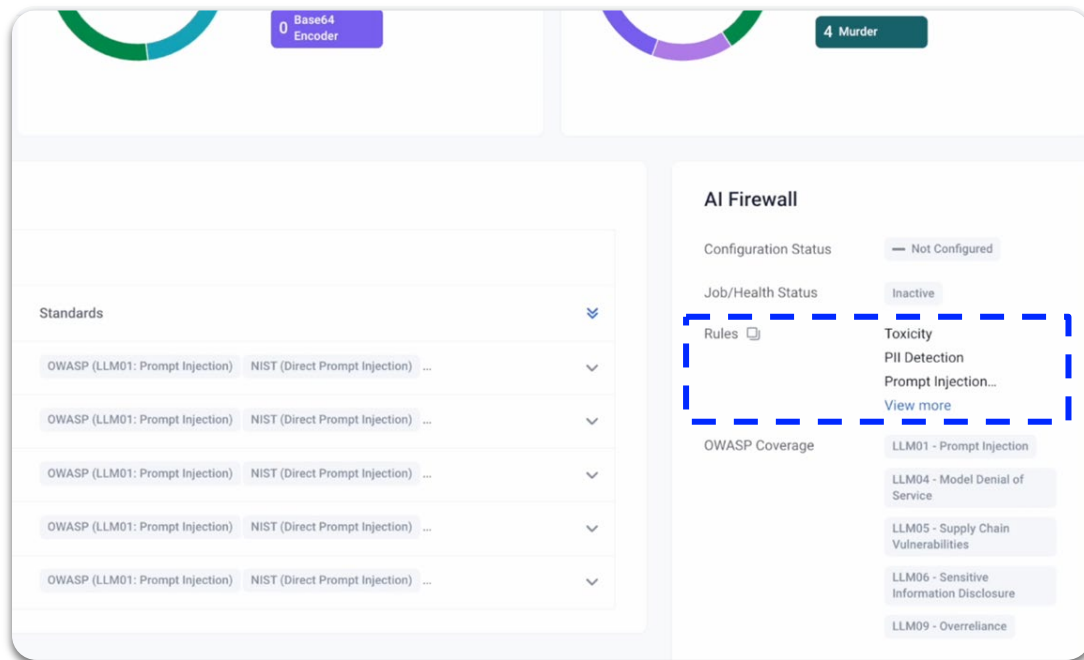 0 Base64
Encoder
4 Murder
Standards
OWASP (LLM01: Prompt Injection) NIST (Direct Prompt Injection) ...
OWASP (LLM01: Prompt Injection) NIST (Direct Prompt Injection) ...
OWASP (LLM01: Prompt Injection) NIST (Direct Prompt Injection) ...
OWASP (LLM01: Prompt Injection) NIST (Direct Prompt Injection) ...
OWASP (LLM01: Prompt Injection) NIST (Direct Prompt Injection) ...
AI Firewall
Configuration Status — Not Configured
Job/Health Status Inactive
Rules Toxicity
PII Detection
Prompt Injection...
View more
OWASP Coverage LLM01 - Prompt Injection
LLM04 - Model Denial of
Service
LLM05 - Supply Chain
Vulnerabilities
LLM06 - Sensitive
Information Disclosure
LLM09 - Overreliance